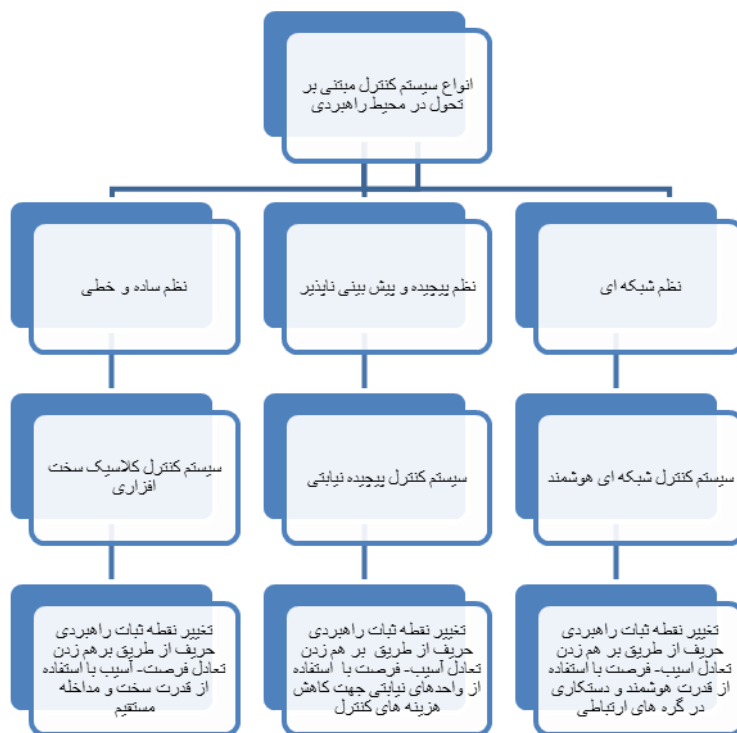 انواع سیستم کنترل مبتنی بر
تحول در محیط راهبردی
نظم شبکه ای
نظم پیچیده و پیش بینی ناپذیر
نظم ساده و خطی
سیستم کنترل شبکه ای هوشمند
سیستم کنترل پیچیده نیابتی
سیستم کنترل کلاسیک سخت
افزاری
تغییر نقطه ثبات راهبردی
حریف از طریق بر هم زدن
تعادل اسیب- فرصت با استفاده
از قدرت هوشمند و دستکاری
در گره های ارتباطی
تغییر نقطه ثبات راهبردی
حریف از طریق بر هم زدن
تعادل آسیب- فرصت با استفاده
از واحدهای نیابتی جهت کاهش
هزینه های کنترل
تغییر نقطه ثبات راهبردی
حریف از طریق برهم زدن
تعادل فرصت- آسیب با استفاده
از قدرت سخت و مداخله
مستقیم